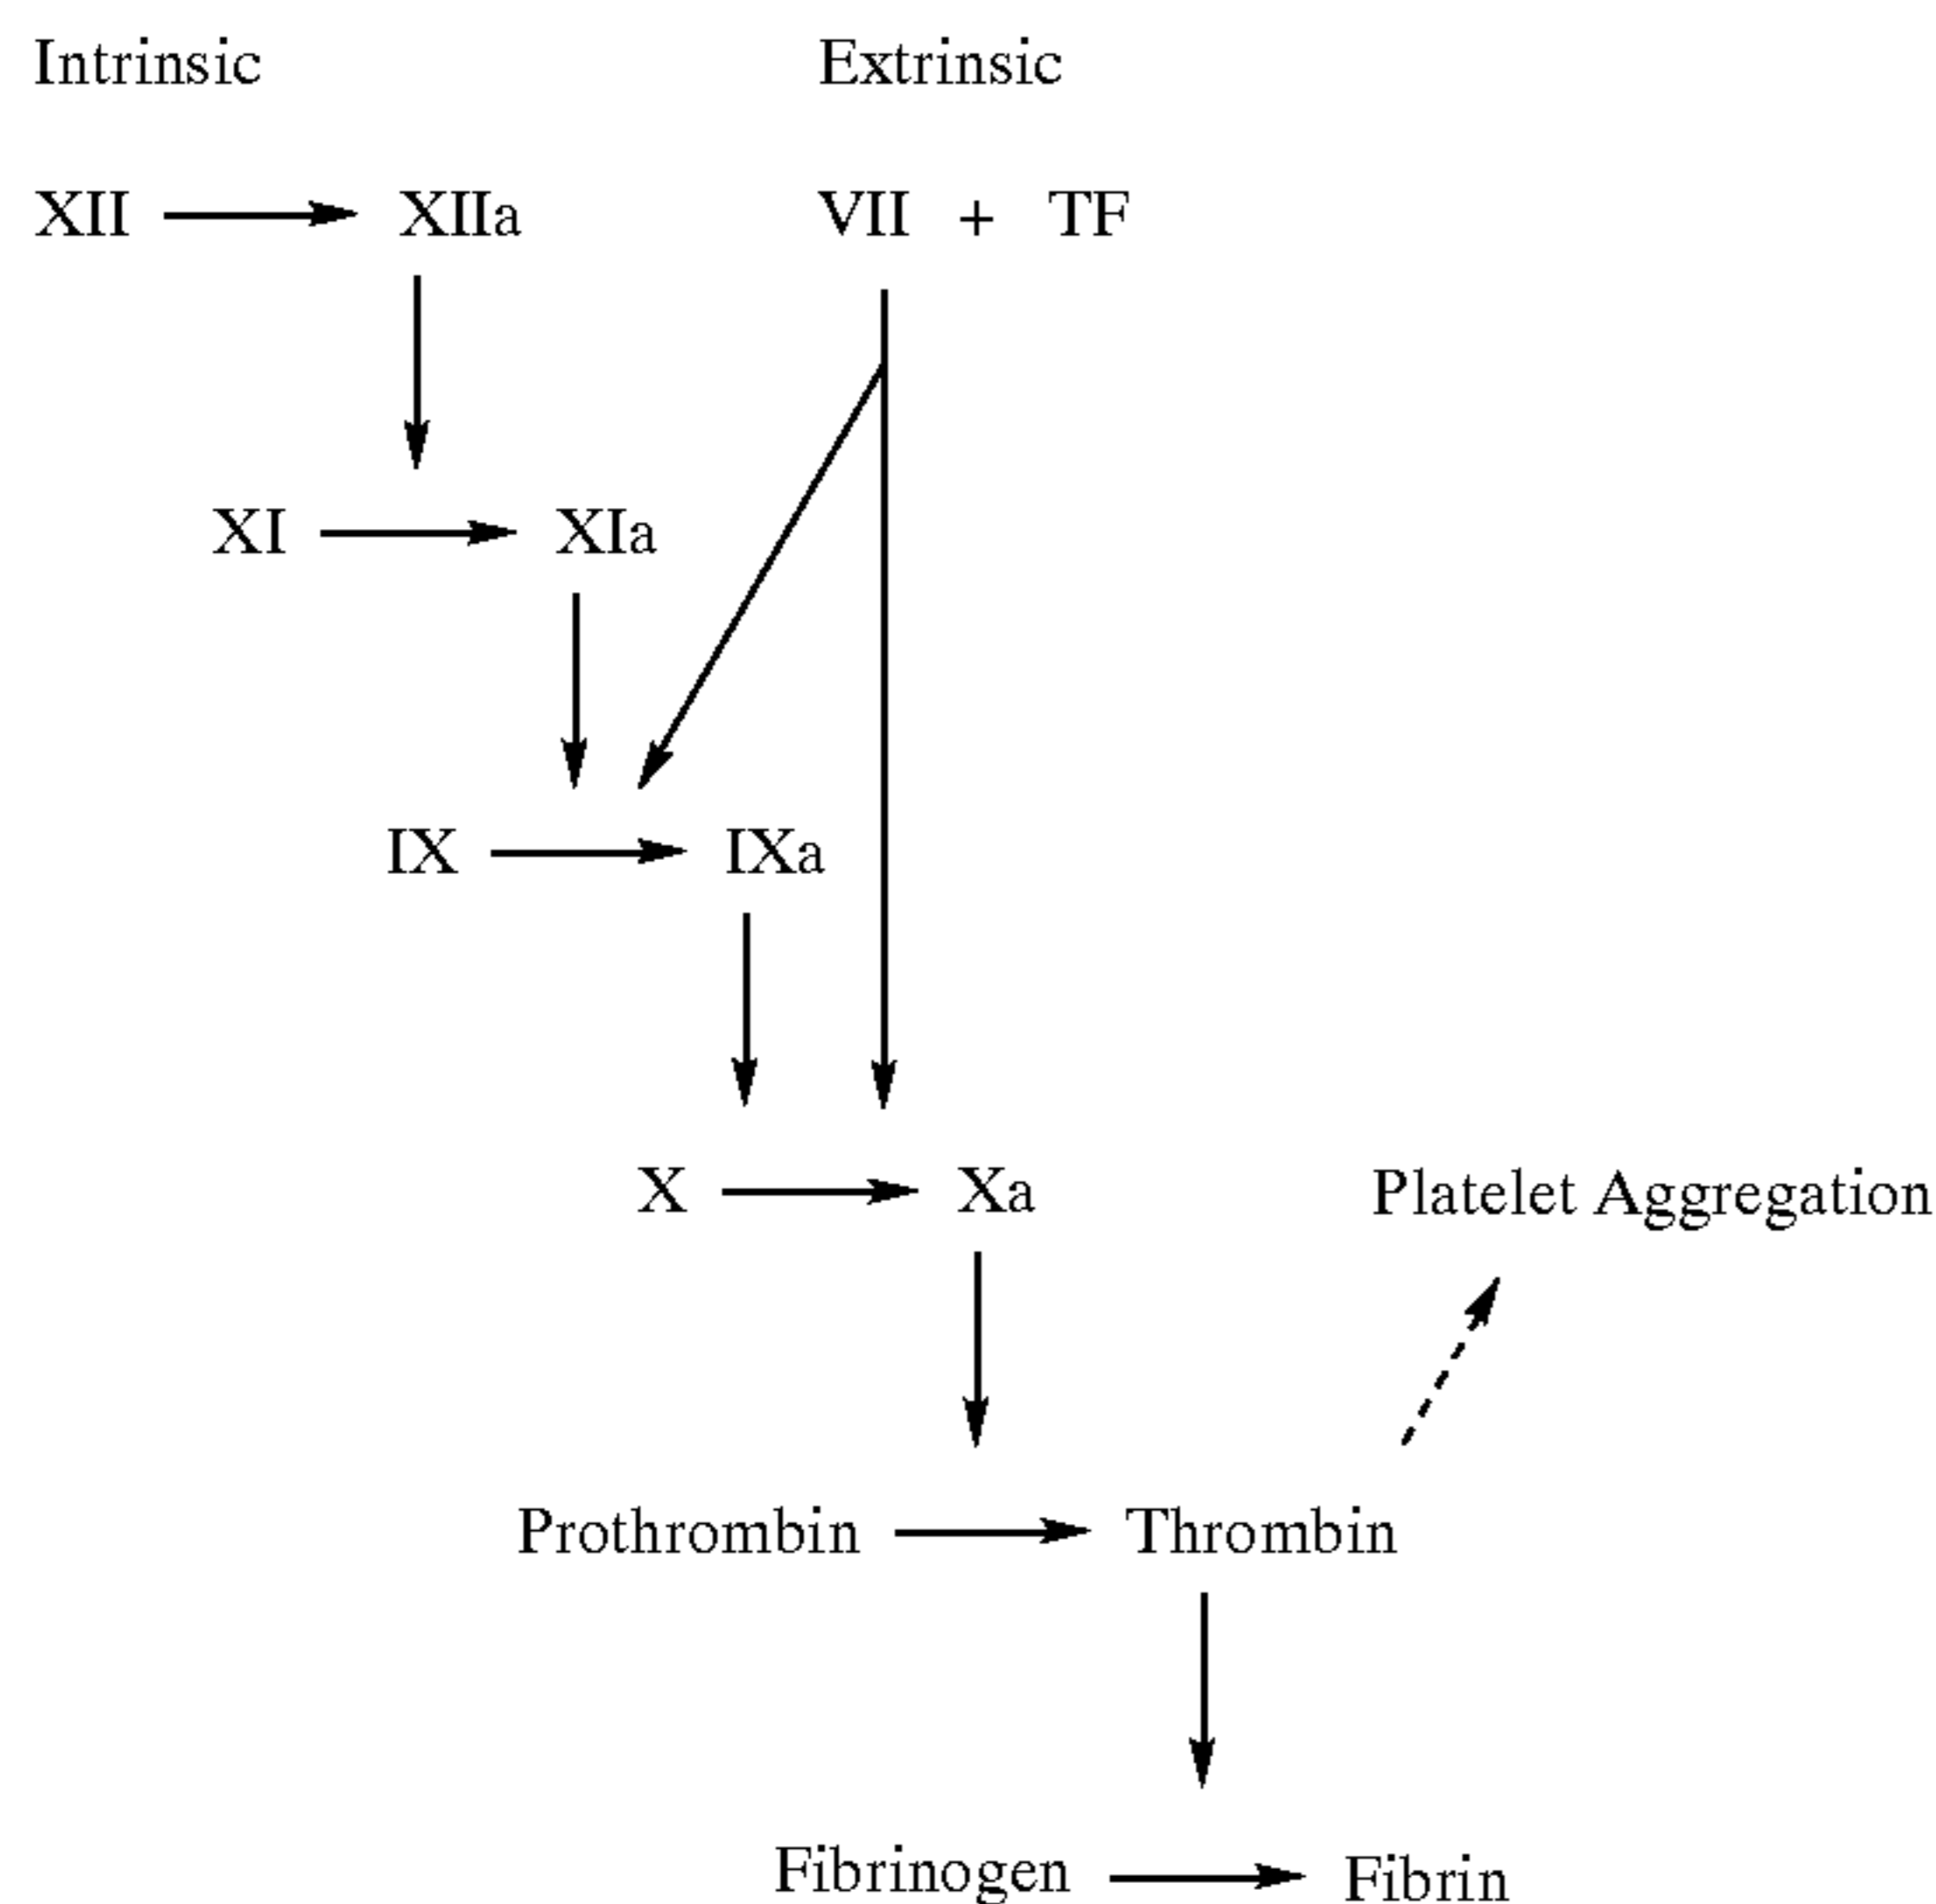 Intrinsic Extrinsic
XII XIIa VII + TF
XI XIa
IX IXa
X Xa Platelet Aggregation
Prothrombin Thrombin
Fibrinogen Fibrin